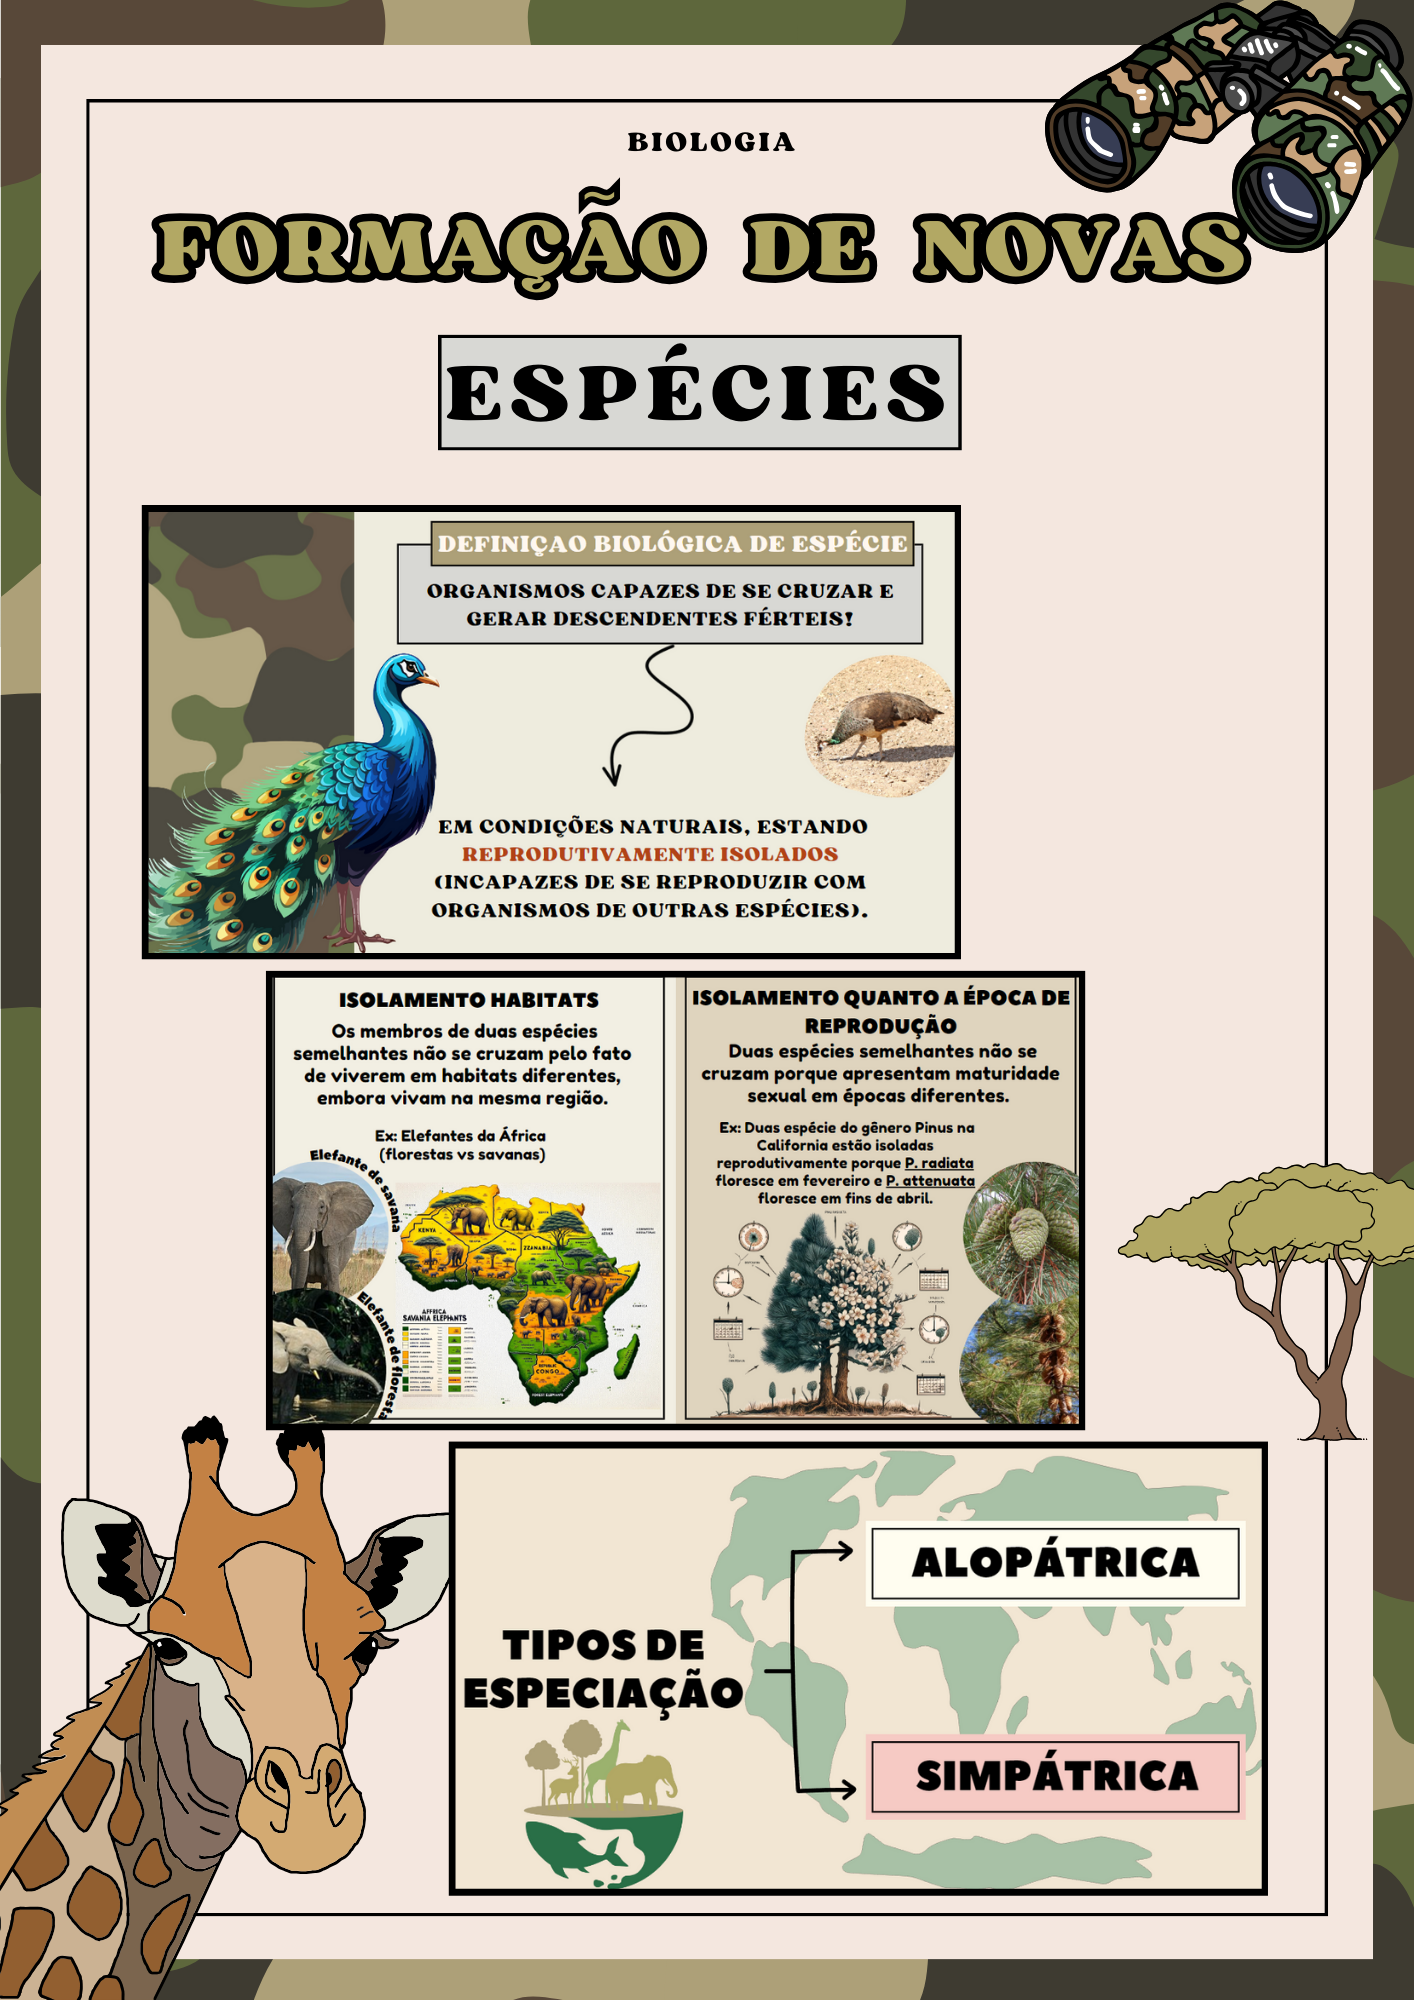 BIOLOGIA
FORMAÇÃO DE NOVAS
ESPÉCIES
DEFINIÇAO BIOLÓGICA DE ESPÉCIE
ORGANISMOS CAPAZES DE SE CRUZAR E
GERAR DESCENDENTES FÉRTEIS!
EM CONDIÇÕES NATURAIS, ESTANDO
REPRODUTIVAMENTE ISOLADOS
(INCAPAZES DE SE REPRODUZIR COM
ORGANISMOS DE OUTRAS ESPÉCIES).
ISOLAMENTO HABITATS
Os membros de duas espécies
semelhantes não se cruzam pelo fato
de viverem em habitats diferentes,
embora vivam na mesma região.
Ex: Elefantes da África
(florestas vs savanas)
Elefante de savana
Elefante de floresta
KENYA
ZZANABIA
AFFRICA
SAVANIA ELEPHANTS
REPUBLIC
CONGO
ISOLAMENTO QUANTO A ÉPOCA DE
REPRODUÇÃO
Duas espécies semelhantes não se
cruzam porque apresentam maturidade
sexual em épocas diferentes.
Ex: Duas espécie do gênero Pinus na
California estão isoladas
reprodutivamente porque P. radiata
floresce em fevereiro e P. attenuata
floresce em fins de abril.
TIPOS DE
ESPECIAÇÃO
ALOPÁTRICA
SIMPÁTRICA